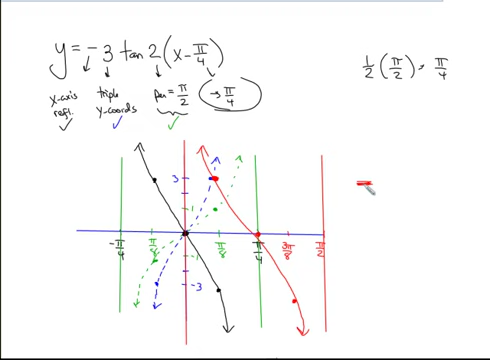 y = -3 tan 2(x - π/4)
1/2 (π/2) = π/4
x-axis refl. triple y-coords per = π/2 → π/4
3
1
-π/4 π/8 π/8 π/4 3π/8 π/2
-1
-3